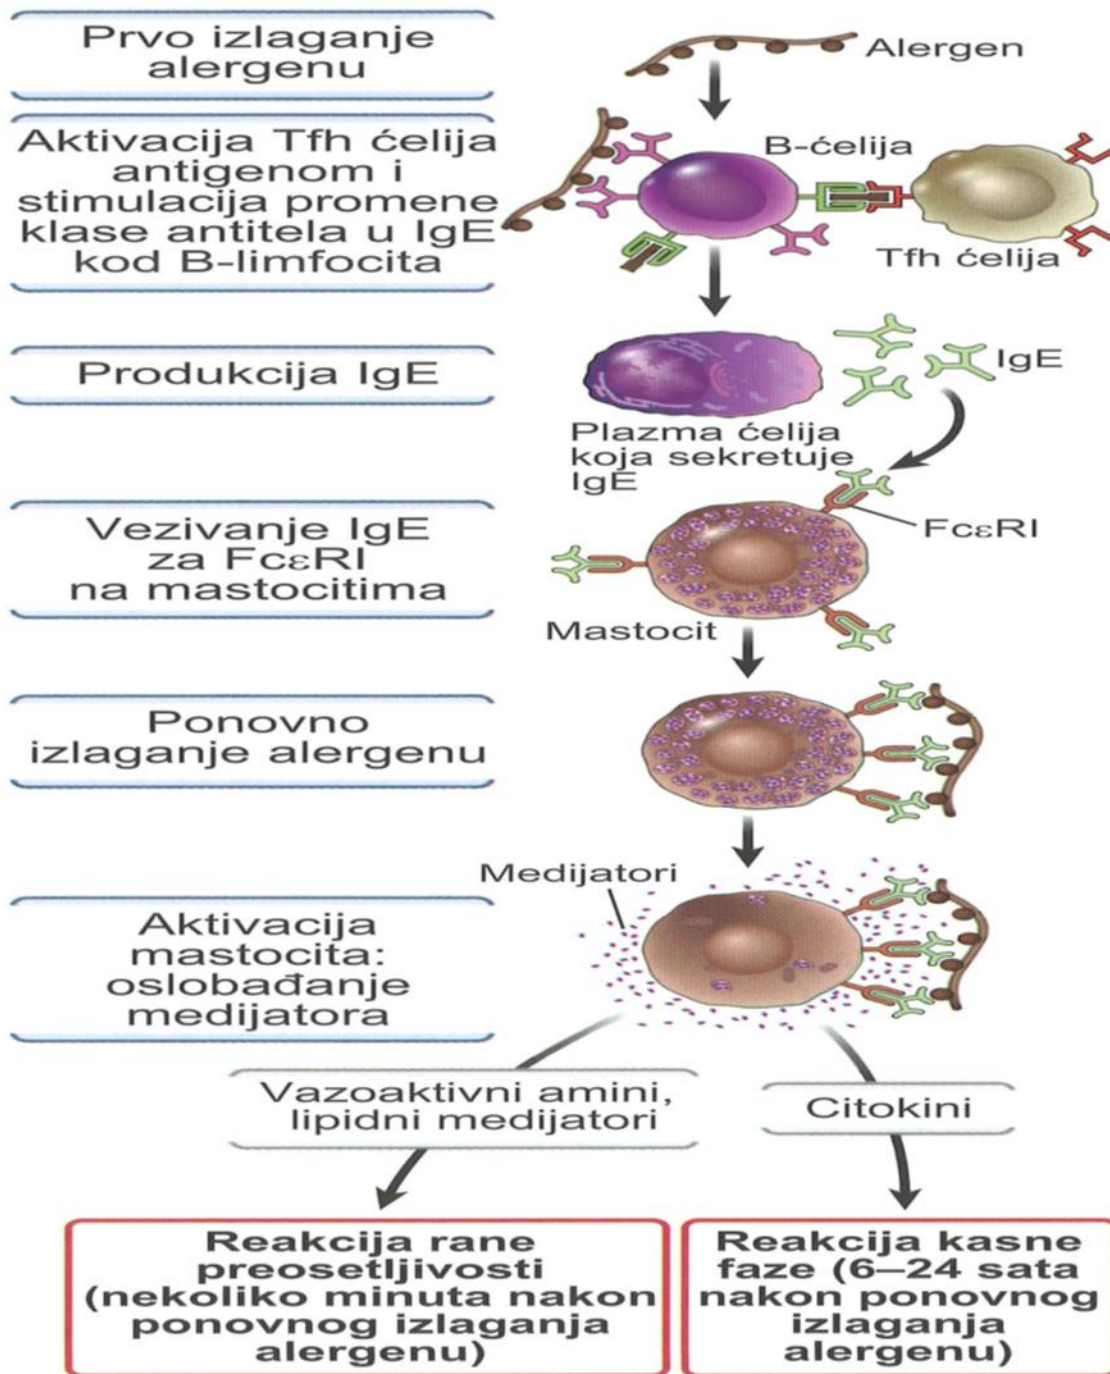 Prvo izlaganje
alergenu
Alergen
Aktivacija Tfh ćelija
antigenom i
stimulacija promene
klase antitela u IgE
kod B-limfocita
B-ćelija
Tfh ćelija
Produkcija IgE
IgE
Plazma ćelija
koja sekretuje
IgE
Vezivanje IgE
za FcεRI
na mastocitima
FcεRI
Mastocit
Ponovno
izlaganje alergenu
Medijatori
Aktivacija
mastocita:
oslobađanje
medijatora
Vazoaktivni amini,
lipidni medijatori
Citokini
Reakcija rane
preosetljivosti
(nekoliko minuta nakon
ponovnog izlaganja
alergenu)
Reakcija kasne
faze (6–24 sata
nakon ponovnog
izlaganja
alergenu)